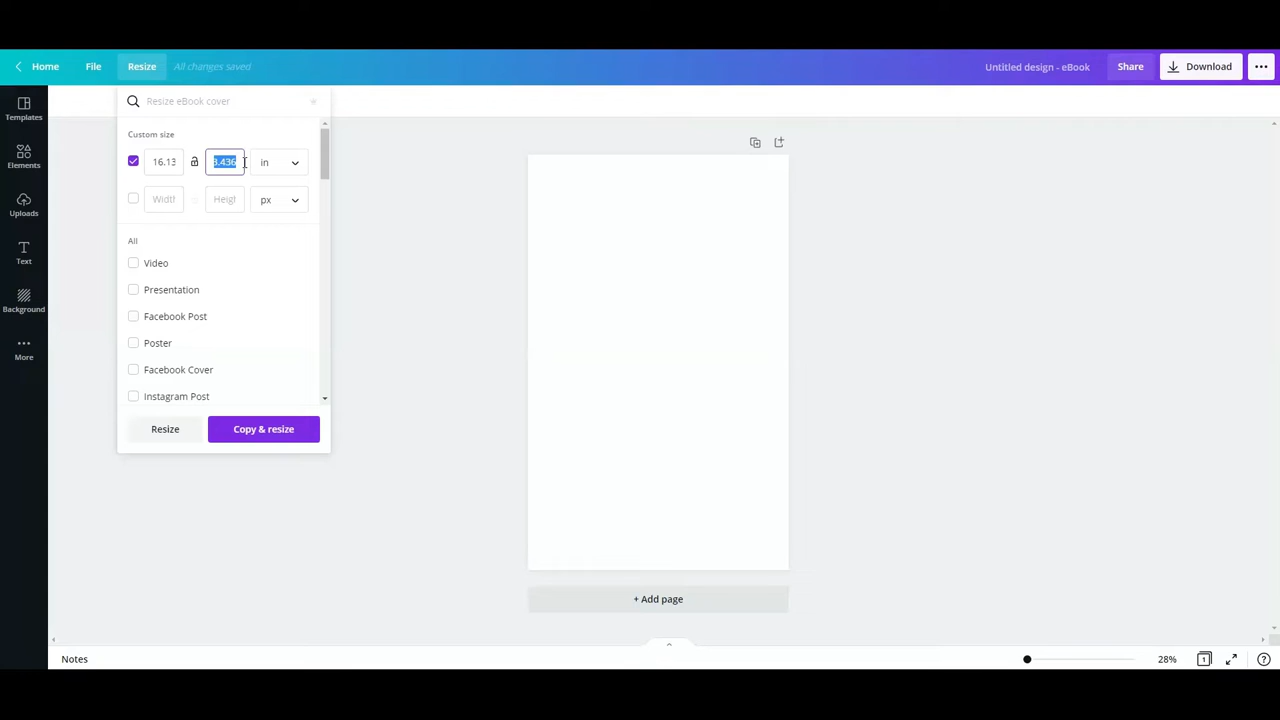 Home File Resize All changes saved Untitled design - eBook Share Download
Resize eBook cover
Templates
Custom size
16.13 in
Elements
Width px
Uploads
All
Text
Video
Presentation
Background
Facebook Post
Poster
More
Facebook Cover
Instagram Post
Resize Copy & resize
+ Add page
Notes 28% 1 ?